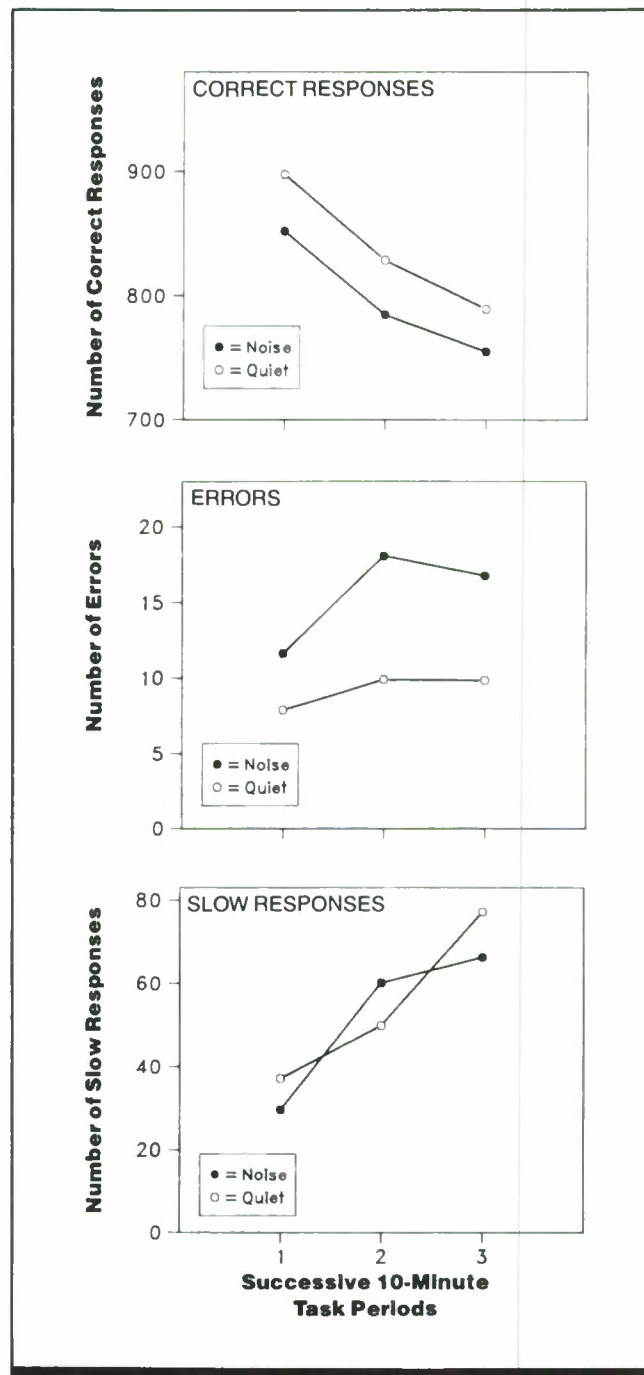 CORRECT RESPONSES
Number of Correct Responses
900
800
700
● = Noise
○ = Quiet
ERRORS
Number of Errors
20
15
10
5
0
● = Noise
○ = Quiet
SLOW RESPONSES
Number of Slow Responses
80
60
40
20
0
● = Noise
○ = Quiet
1 2 3
Successive 10-Minute
Task Periods